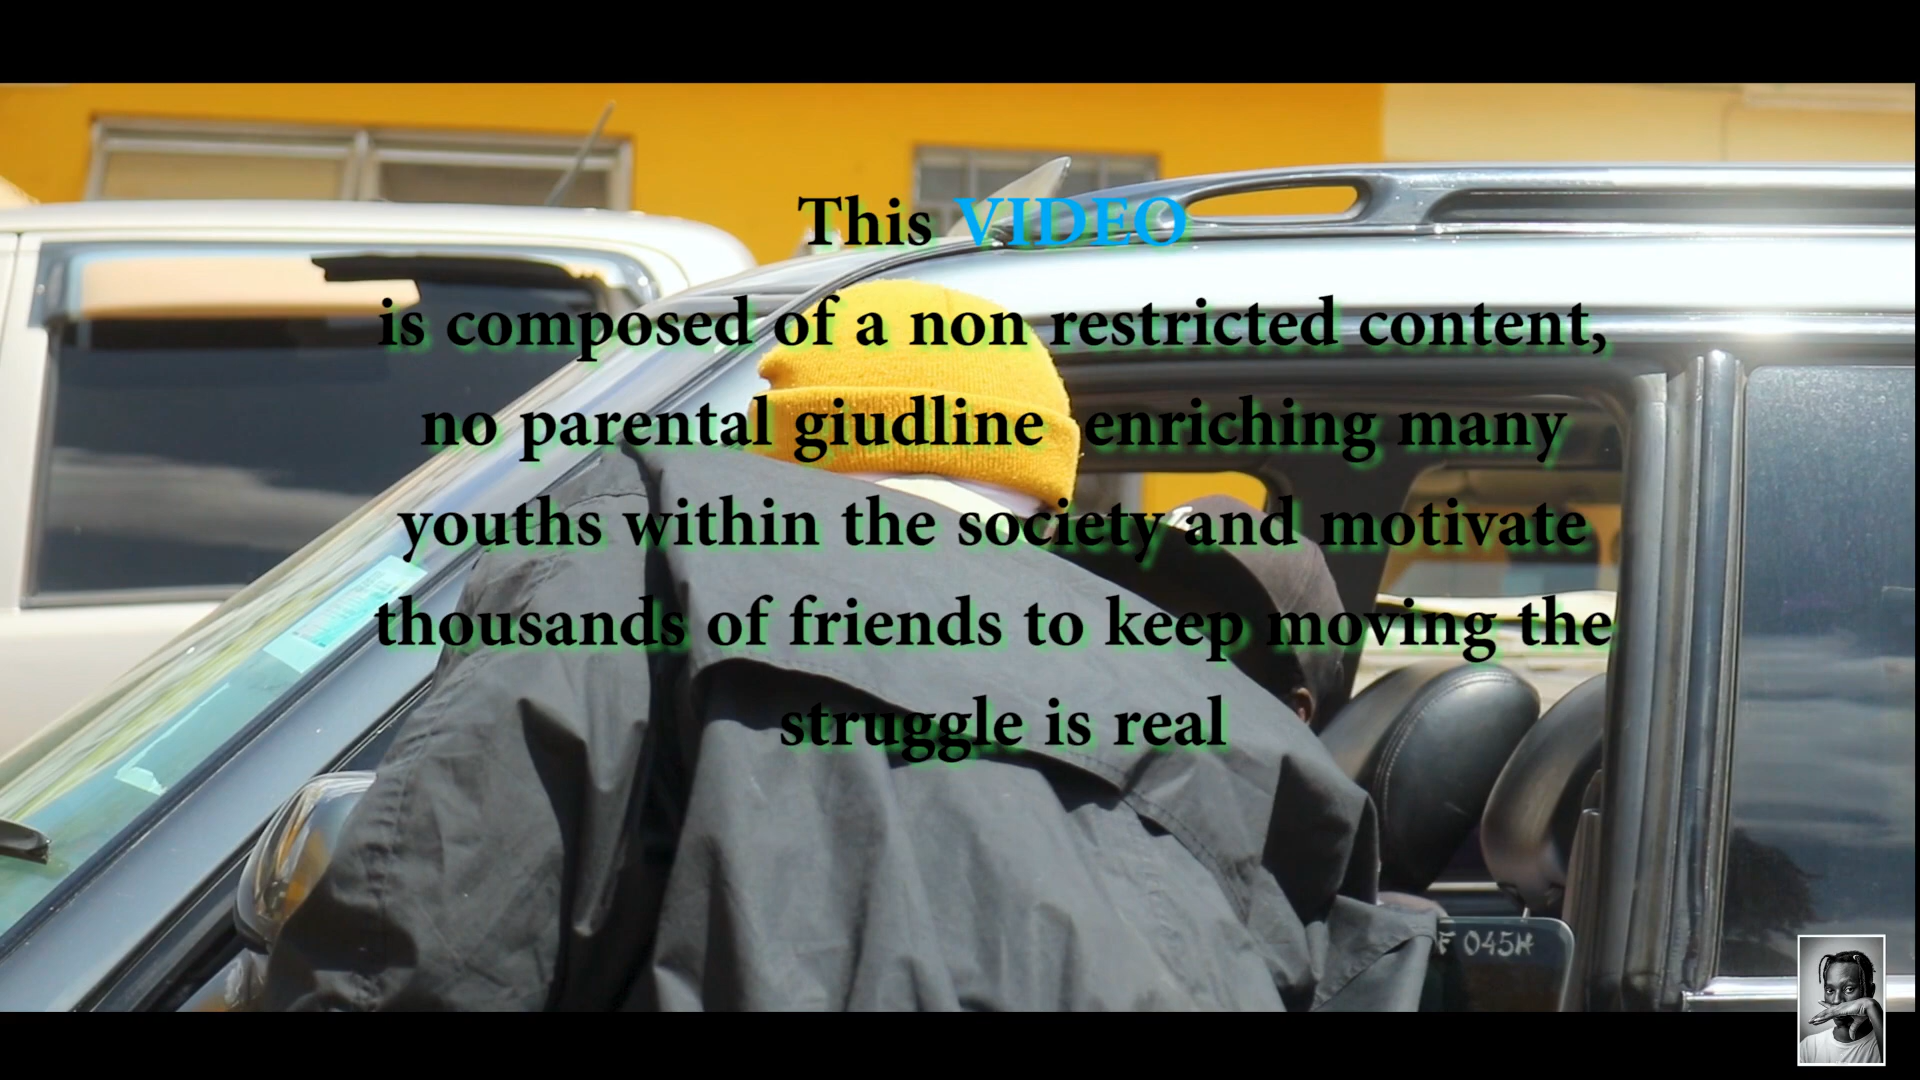 This VIDEO
is composed of a non restricted content,
no parental giudline enriching many
youths within the society and motivate
thousands of friends to keep moving the
struggle is real
F 045H